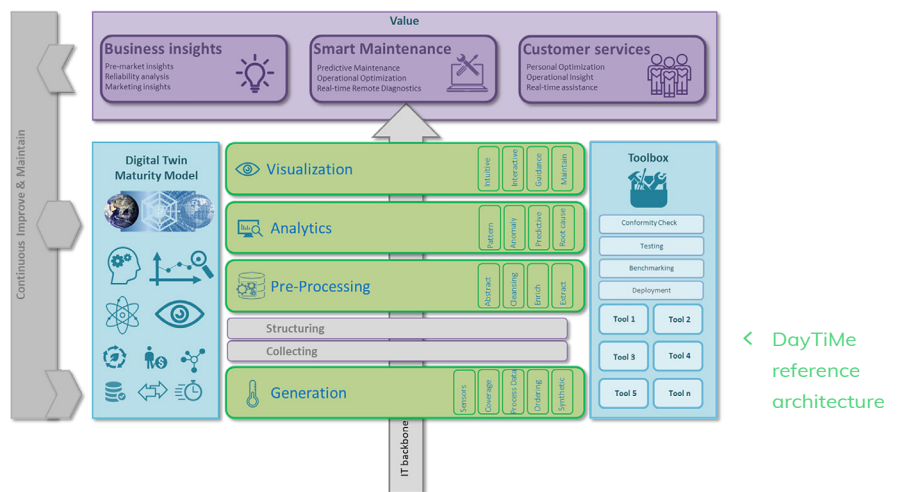 Value
Business insights
Pre-market insights
Reliability analysis
Marketing insights
Smart Maintenance
Predictive Maintenance
Operational Optimization
Real-time Remote Diagnostics
Customer services
Personal Optimization
Operational Insight
Real-time assistance
Continuous Improve & Maintain
Digital Twin
Maturity Model
Visualization
Intuitive
Interactive
Guidance
Maintain
Analytics
Pattern
Anomaly
Predictive
Root cause
Pre-Processing
Abstract
Cleansing
Enrich
Extract
Structuring
Collecting
Generation
Sensors
Coverage
Process Data
Ordering
Synthetic
IT backbone
Toolbox
Conformity Check
Testing
Benchmarking
Deployment
Tool 1
Tool 2
Tool 3
Tool 4
Tool 5
Tool n
< DayTiMe
reference
architecture